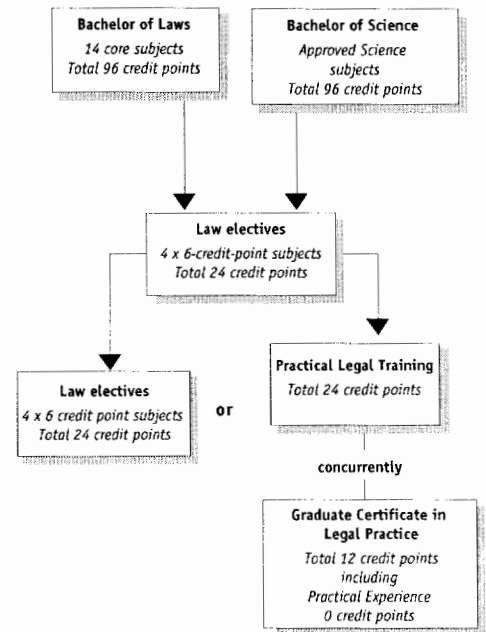 Bachelor of Laws
14 core subjects
Total 96 credit points
Bachelor of Science
Approved Science
subjects
Total 96 credit points
Law electives
4 x 6-credit-point subjects
Total 24 credit points
Law electives
4 x 6 credit point subjects
Total 24 credit points
or
Practical Legal Training
Total 24 credit points
concurrently
Graduate Certificate in
Legal Practice
Total 12 credit points
including
Practical Experience
0 credit points